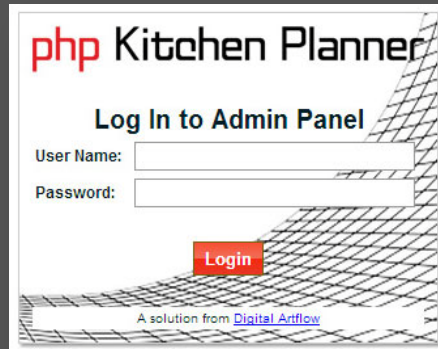 php Kitchen Planner
Log In to Admin Panel
User Name:
Password:
Login
A solution from Digital Artflow